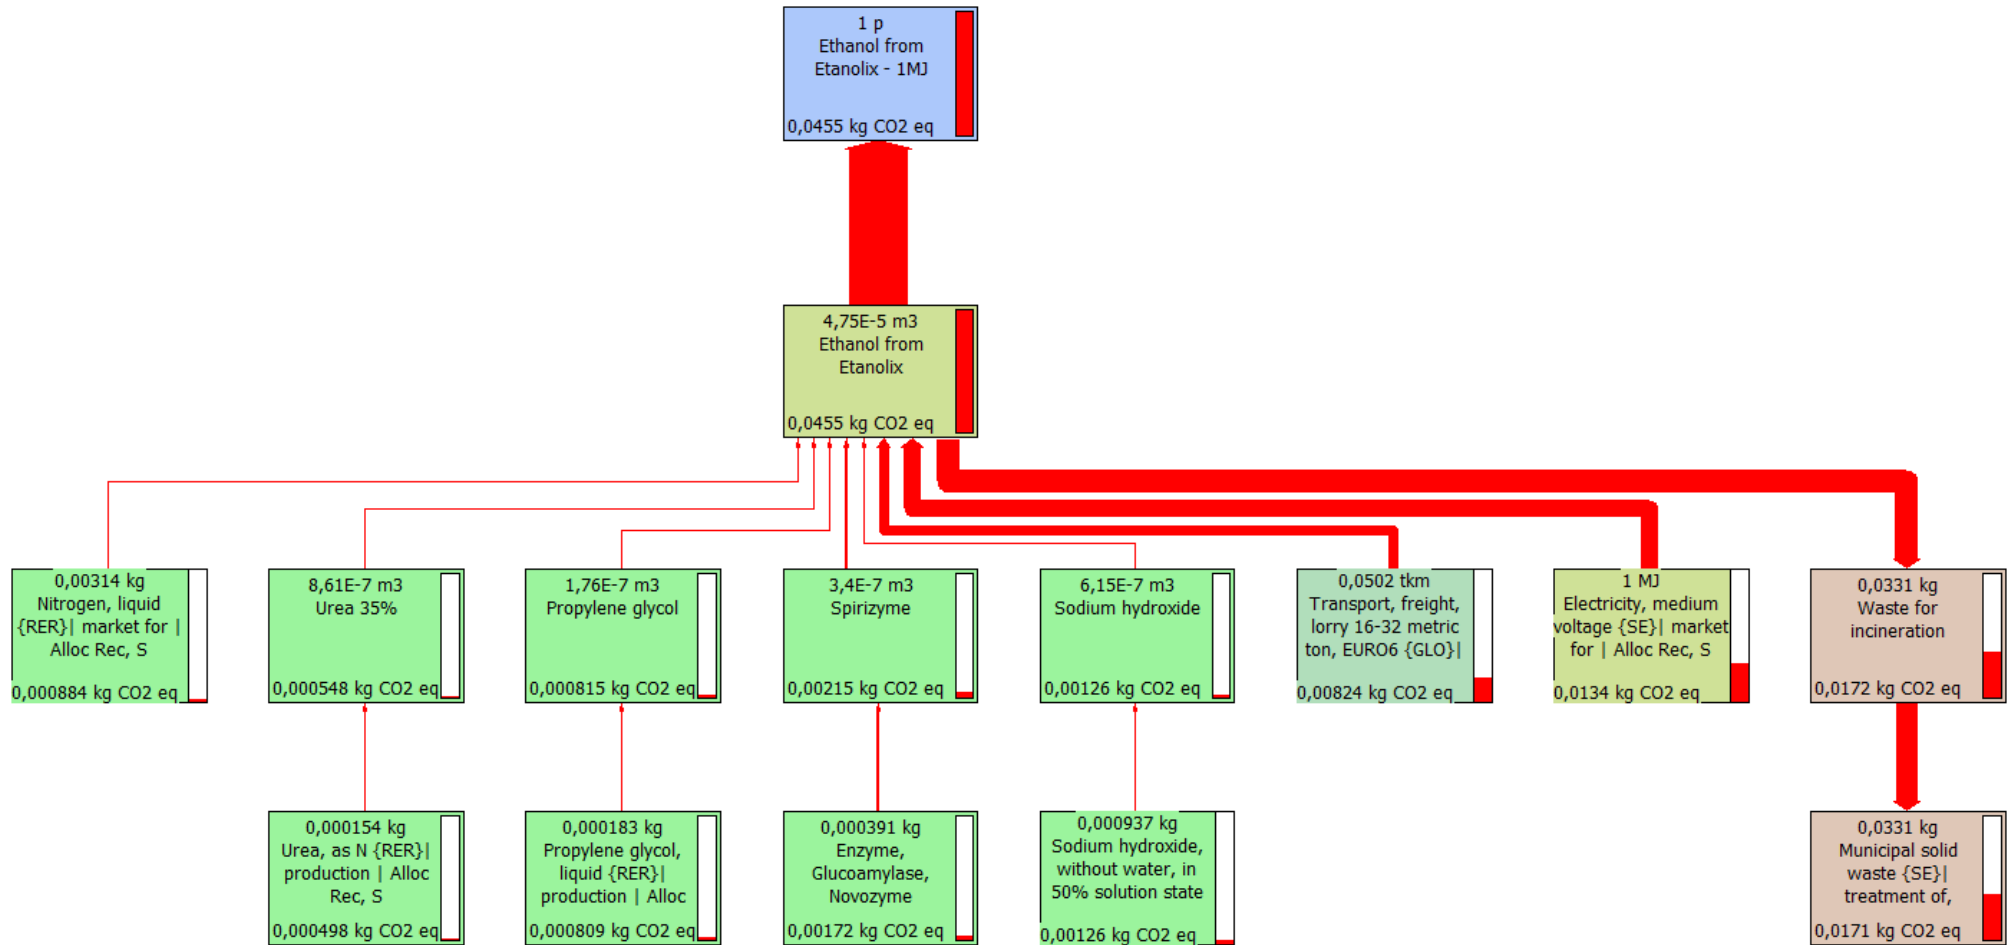 1 p
Ethanol from
Etanolix - 1MJ
0,0455 kg CO2 eq
4,75E-5 m3
Ethanol from
Etanolix
0,0455 kg CO2 eq
0,00314 kg
Nitrogen, liquid
{RER}| market for |
Alloc Rec, S
0,000884 kg CO2 eq
8,61E-7 m3
Urea 35%
0,000548 kg CO2 eq
1,76E-7 m3
Propylene glycol
0,000815 kg CO2 eq
3,4E-7 m3
Spirizyme
0,00215 kg CO2 eq
6,15E-7 m3
Sodium hydroxide
0,00126 kg CO2 eq
0,0502 tkm
Transport, freight,
lorry 16-32 metric
ton, EURO6 {GLO}|
0,00824 kg CO2 eq
1 MJ
Electricity, medium
voltage {SE}| market
for | Alloc Rec, S
0,0134 kg CO2 eq
0,0331 kg
Waste for
incineration
0,0172 kg CO2 eq
0,000154 kg
Urea, as N {RER}|
production | Alloc
Rec, S
0,000498 kg CO2 eq
0,000183 kg
Propylene glycol,
liquid {RER}|
production | Alloc
0,000809 kg CO2 eq
0,000391 kg
Enzyme,
Glucoamylase,
Novozyme
0,00172 kg CO2 eq
0,000937 kg
Sodium hydroxide,
without water, in
50% solution state
0,00126 kg CO2 eq
0,0331 kg
Municipal solid
waste {SE}|
treatment of,
0,0171 kg CO2 eq